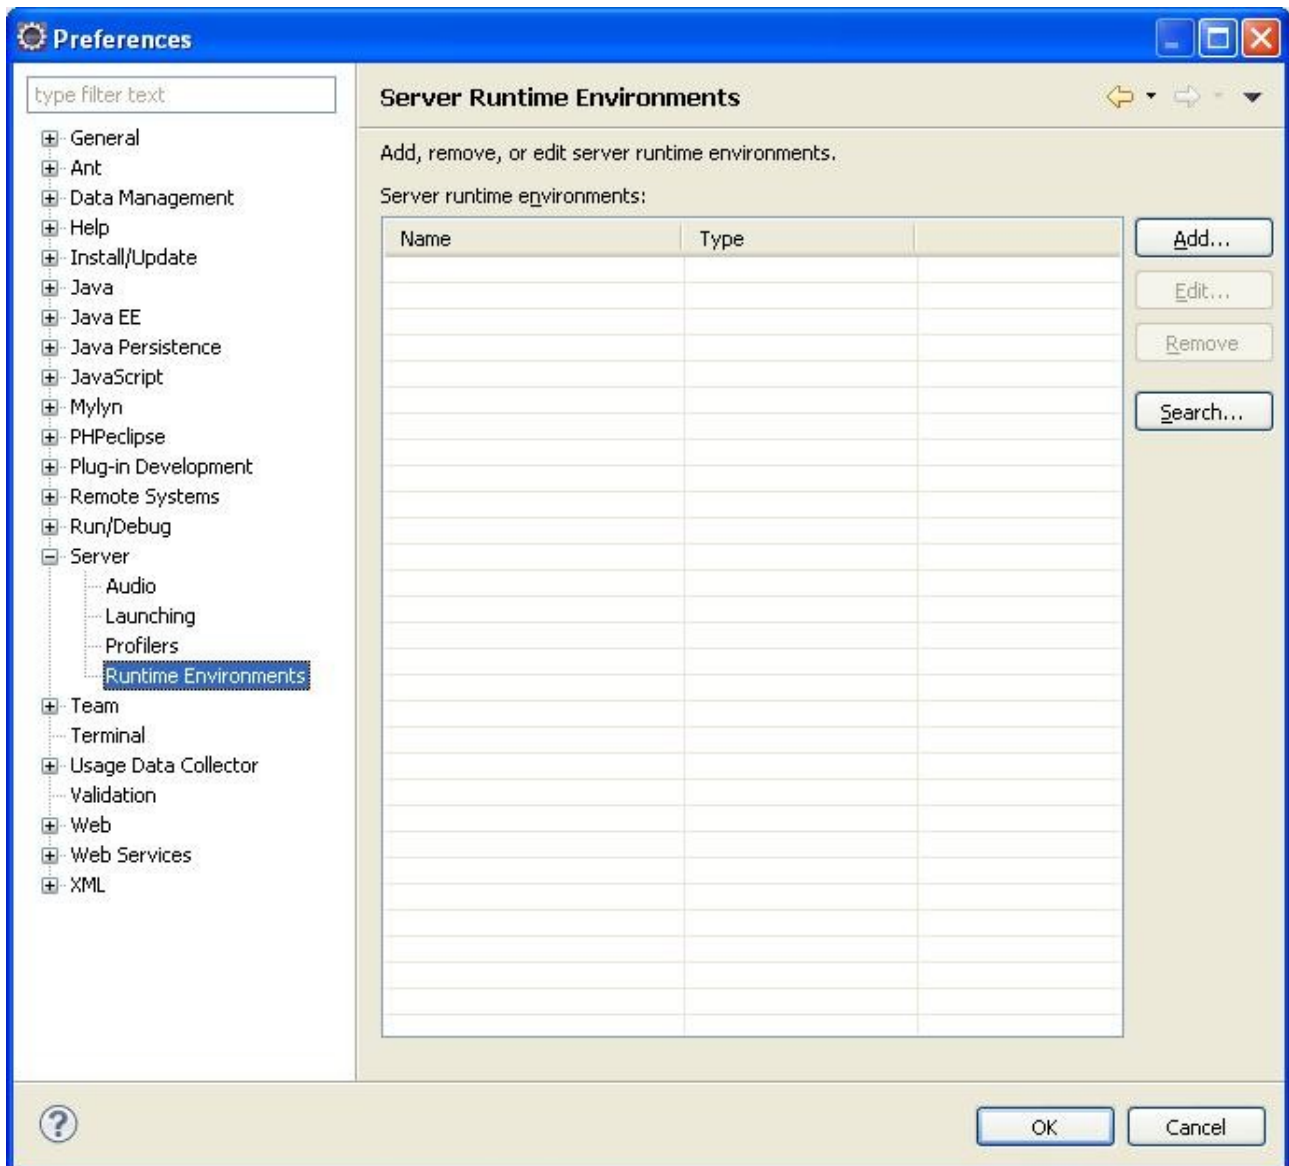 Preferences
type filter text
General
Ant
Data Management
Help
Install/Update
Java
Java EE
Java Persistence
JavaScript
Mylyn
PHPeclipse
Plug-in Development
Remote Systems
Run/Debug
Server
Audio
Launching
Profilers
Runtime Environments
Team
Terminal
Usage Data Collector
Validation
Web
Web Services
XML
Server Runtime Environments
Add, remove, or edit server runtime environments.
Server runtime environments:
Name Type
Add...
Edit...
Remove
Search...
?
OK Cancel